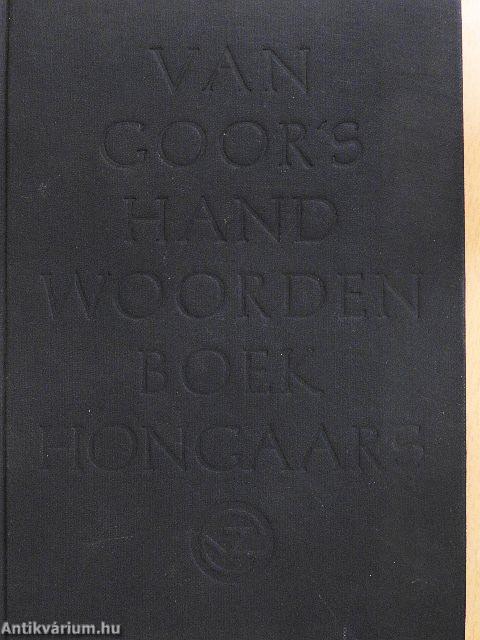 VAN
GOOR'S
HAND
WOORDEN
BOEK
HONGAARS
Antikvárium.hu